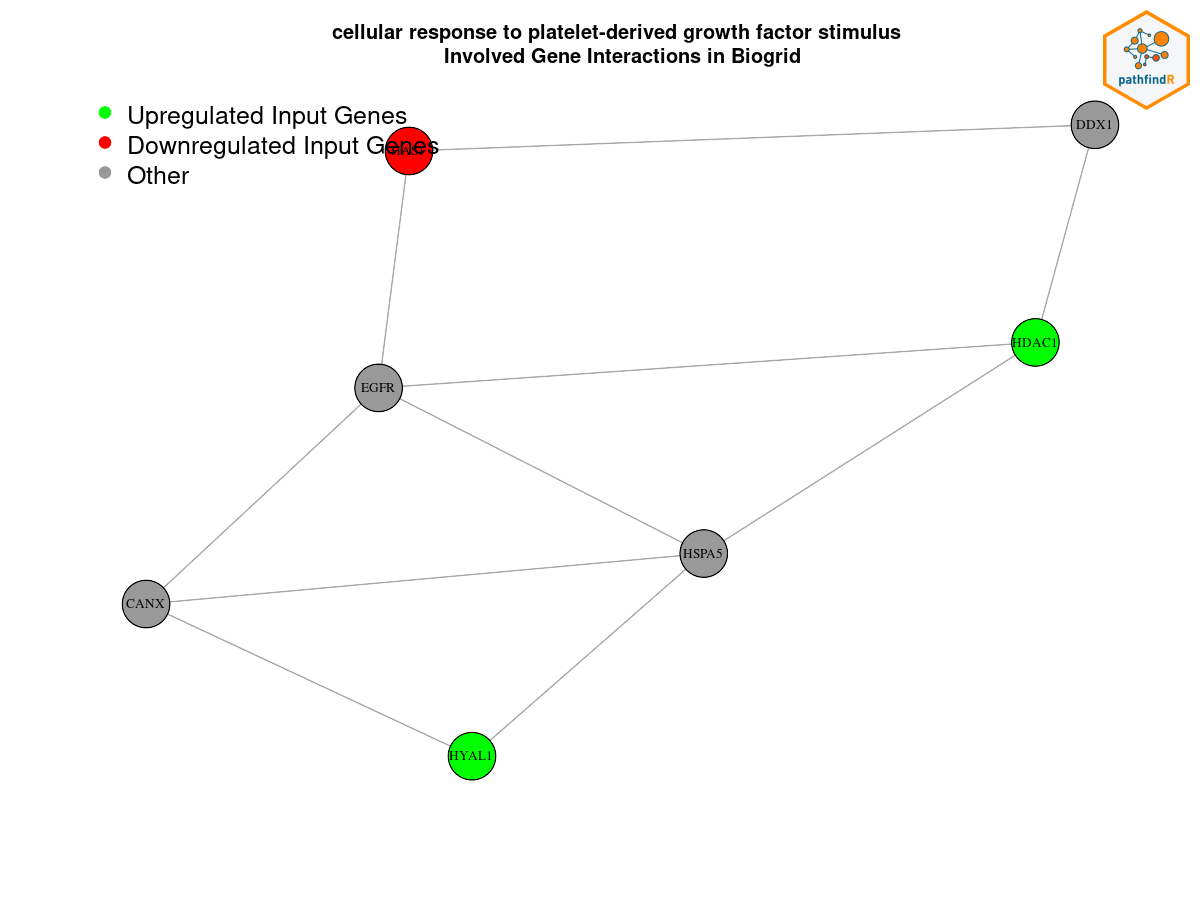 cellular response to platelet-derived growth factor stimulus
Involved Gene Interactions in Biogrid
pathfindR
Upregulated Input Genes
Downregulated Input Genes
Other
DDX1
HDAC1
EGFR
HSPA5
CANX
HYAL1